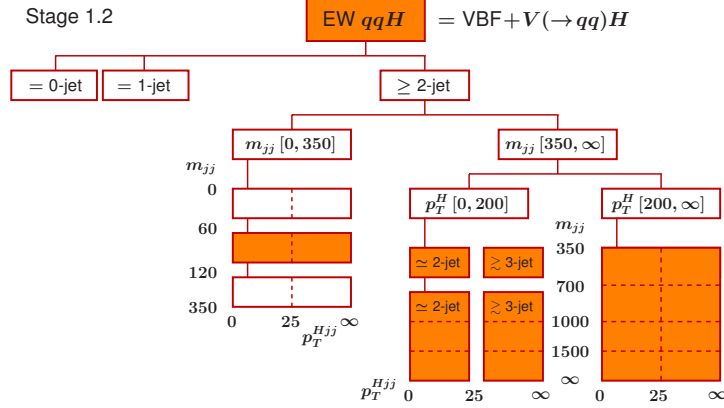 Stage 1.2
EW qqH = VBF+V(→qq)H
= 0-jet
= 1-jet
≥ 2-jet
m_jj [0, 350]
m_jj [350, ∞]
m_jj
0
60
120
350
0 25 ∞
p_T^Hjj
p_T^H [0, 200]
p_T^H [200, ∞]
m_jj
350
700
1000
1500
∞
≃ 2-jet
≳ 3-jet
≃ 2-jet
≳ 3-jet
p_T^Hjj 0 25 ∞ 0 25 ∞